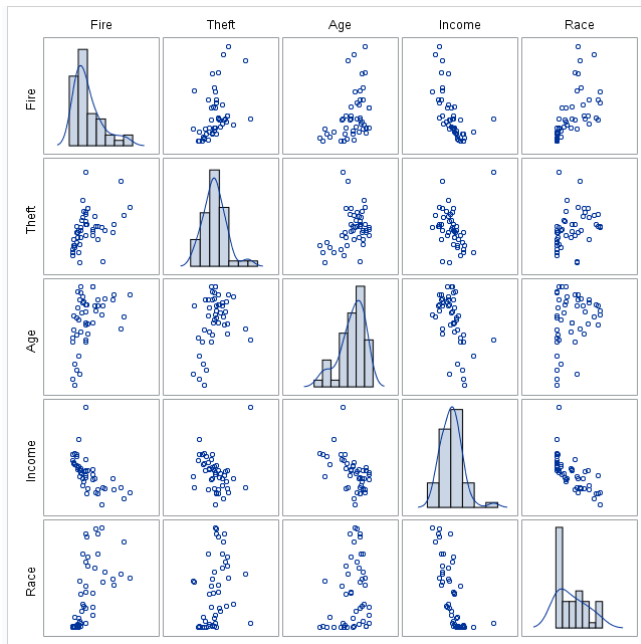 Fire Theft Age Income Race
Fire
Theft
Age
Income
Race